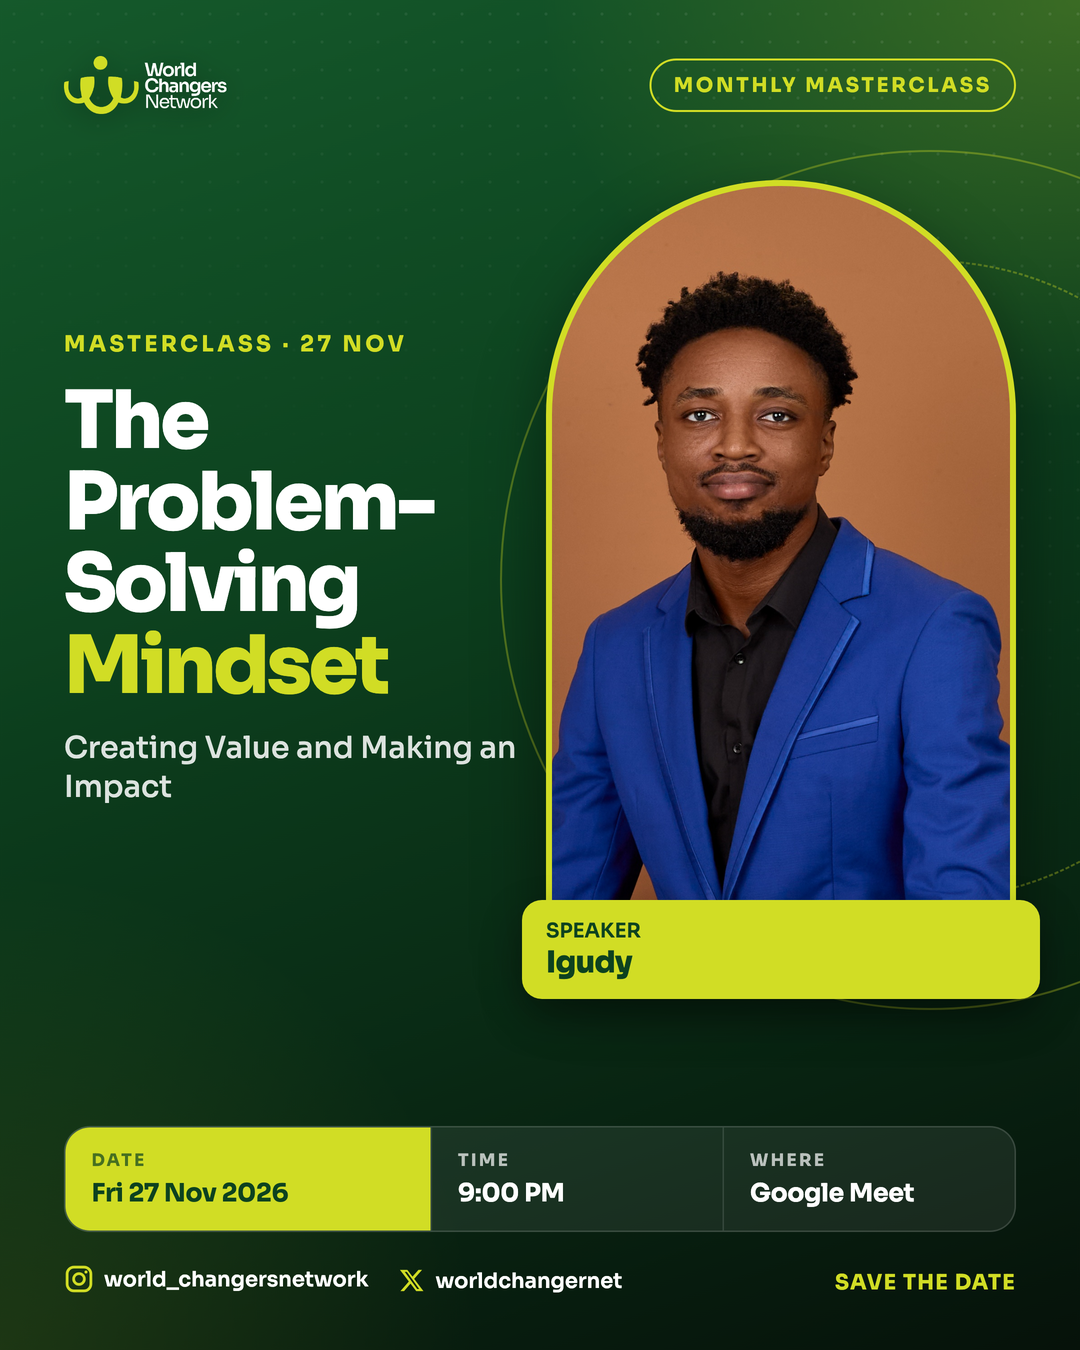 World
Changers
Network
MONTHLY MASTERCLASS
MASTERCLASS · 27 NOV
The
Problem-
Solving
Mindset
Creating Value and Making an
Impact
SPEAKER
Igudy
DATE
Fri 27 Nov 2026
TIME
9:00 PM
WHERE
Google Meet
world_changersnetwork
worldchangernet
SAVE THE DATE